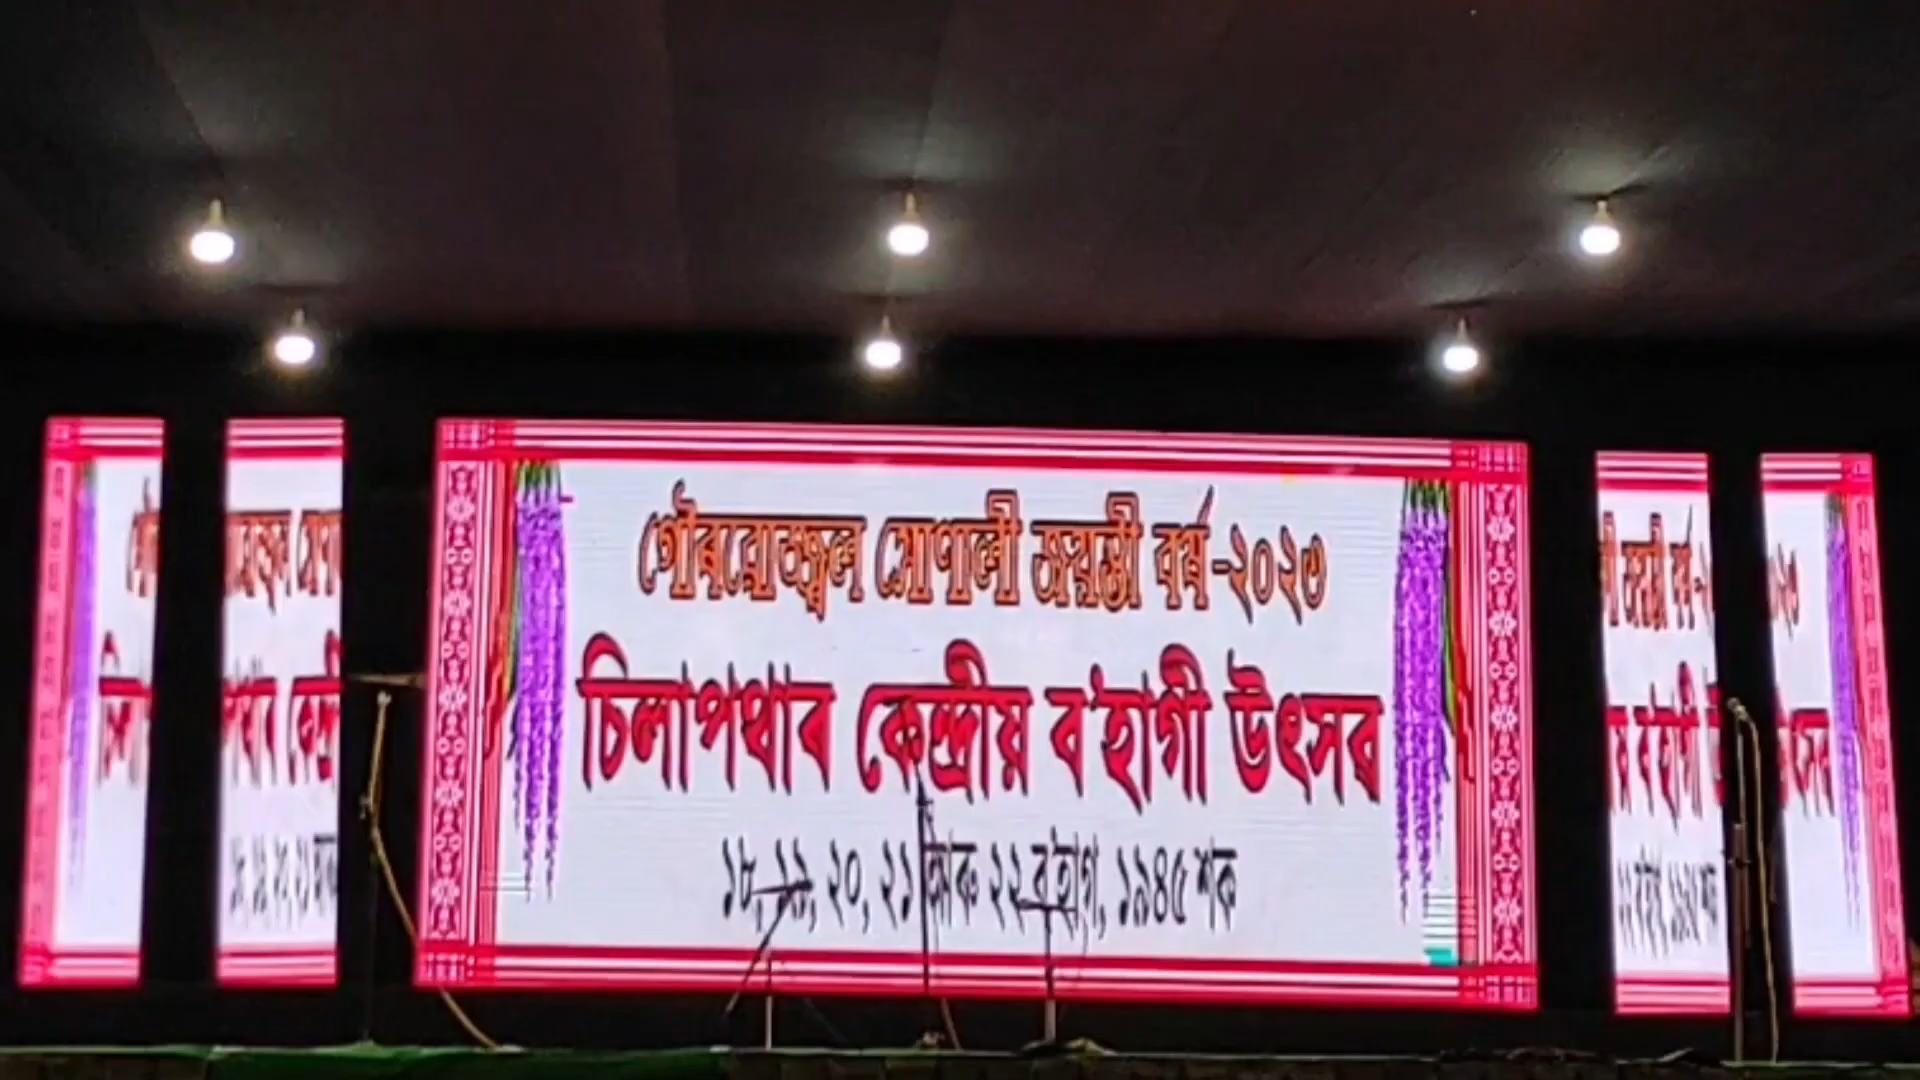 গৌৰৱোজ্জ্বল সোণালী জয়ন্তী বৰ্ষ -২০২৩
চিলাপথাৰ কেন্দ্ৰীয় ব'হাগী উৎসৱ
১৮, ১৯, ২০, ২১ আৰু ২২ ব'হাগ, ১৯৪৫ শক